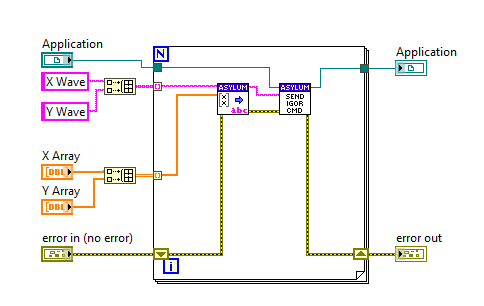 Application
N
Application
X Wave
Y Wave
ASYLUM
X
X
abc
ASYLUM
SEND
IGOR
CMD
X Array
DBL
Y Array
DBL
error in (no error)
error out
i